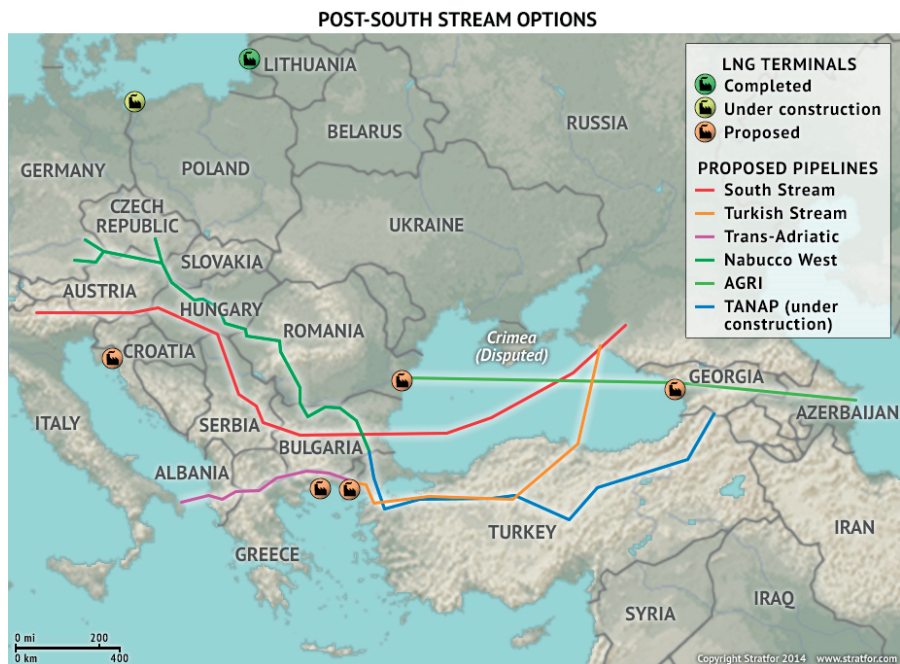 POST-SOUTH STREAM OPTIONS
LNG TERMINALS
Completed
Under construction
Proposed
PROPOSED PIPELINES
South Stream
Turkish Stream
Trans-Adriatic
Nabucco West
AGRI
TANAP (under
construction)
LITHUANIA
BELARUS
RUSSIA
GERMANY
POLAND
CZECH
REPUBLIC
UKRAINE
SLOVAKIA
AUSTRIA
HUNGARY
ROMANIA
Crimea
(Disputed)
CROATIA
GEORGIA
AZERBAIJAN
ITALY
SERBIA
BULGARIA
ALBANIA
TURKEY
IRAN
GREECE
SYRIA
IRAQ
0 mi 200
0 km 400
Copyright Stratfor 2014 www.stratfor.com